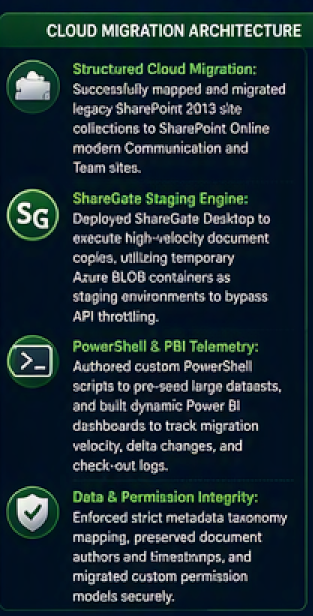 CLOUD MIGRATION ARCHITECTURE
Structured Cloud Migration:
Successfully mapped and migrated
legacy SharePoint 2013 site
collections to SharePoint Online
modern Communication and
Team sites.
SG
ShareGate Staging Engine:
Deployed ShareGate Desktop to
execute high-velocity document
copies, utilizing temporary
Azure BLOB containers as
staging environments to bypass
API throttling.
>_
PowerShell & PBI Telemetry:
Authored custom PowerShell
scripts to pre-seed large datasets,
and built dynamic Power BI
dashboards to track migration
velocity, delta changes, and
check-out logs.
Data & Permission Integrity:
Enforced strict metadata taxonomy
mapping, preserved document
authors and timestamps, and
migrated custom permission
models securely.